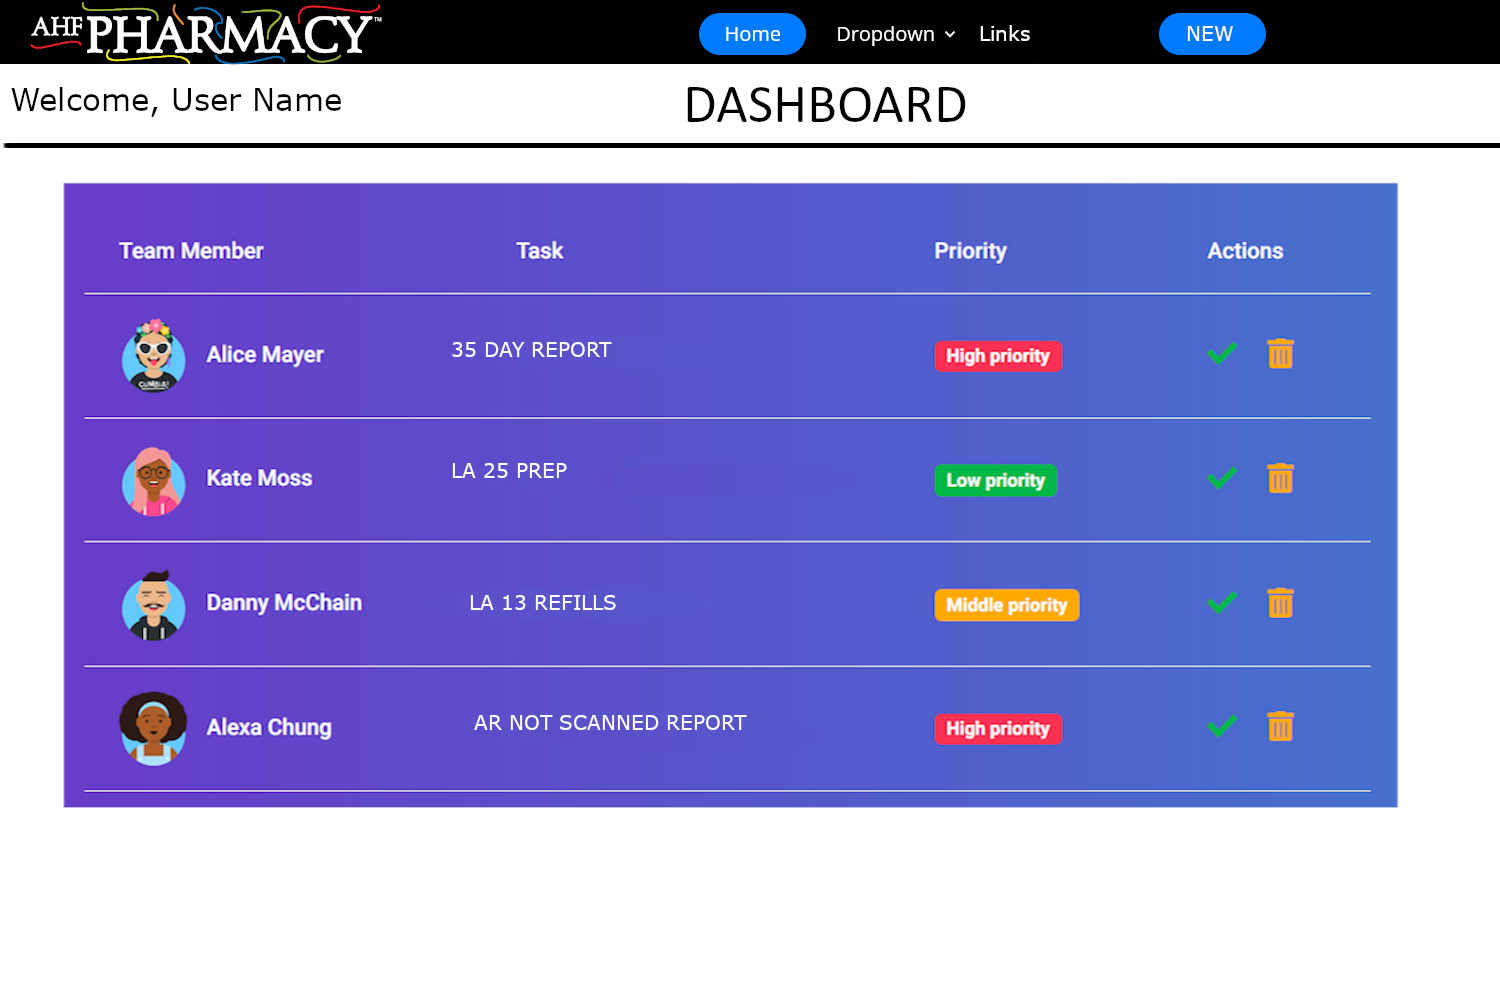 AHF PHARMACY™
Home Dropdown Links NEW
Welcome, User Name
DASHBOARD
Team Member Task Priority Actions
Alice Mayer 35 DAY REPORT High priority
Kate Moss LA 25 PREP Low priority
Danny McChain LA 13 REFILLS Middle priority
Alexa Chung AR NOT SCANNED REPORT High priority